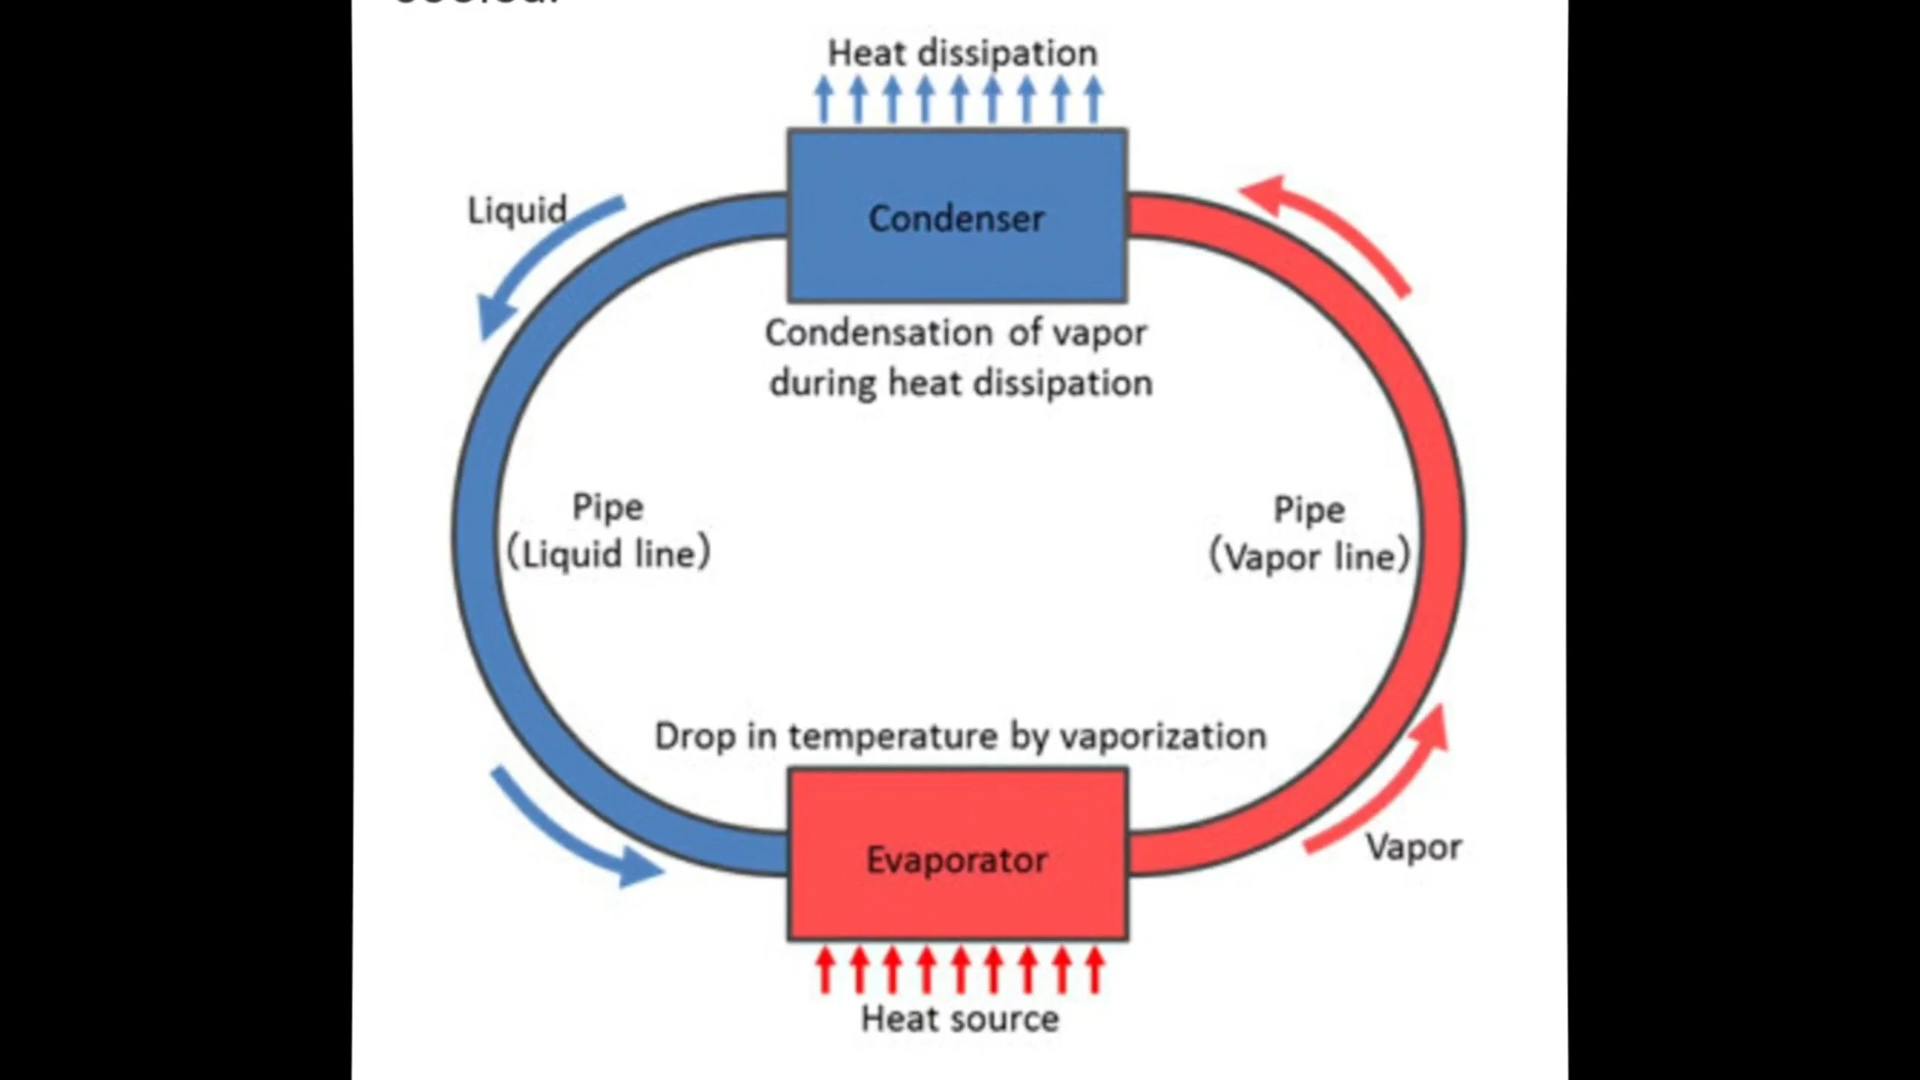 Heat dissipation
Liquid
Condenser
Condensation of vapor
during heat dissipation
Pipe
(Liquid line)
Pipe
(Vapor line)
Drop in temperature by vaporization
Evaporator
Vapor
Heat source